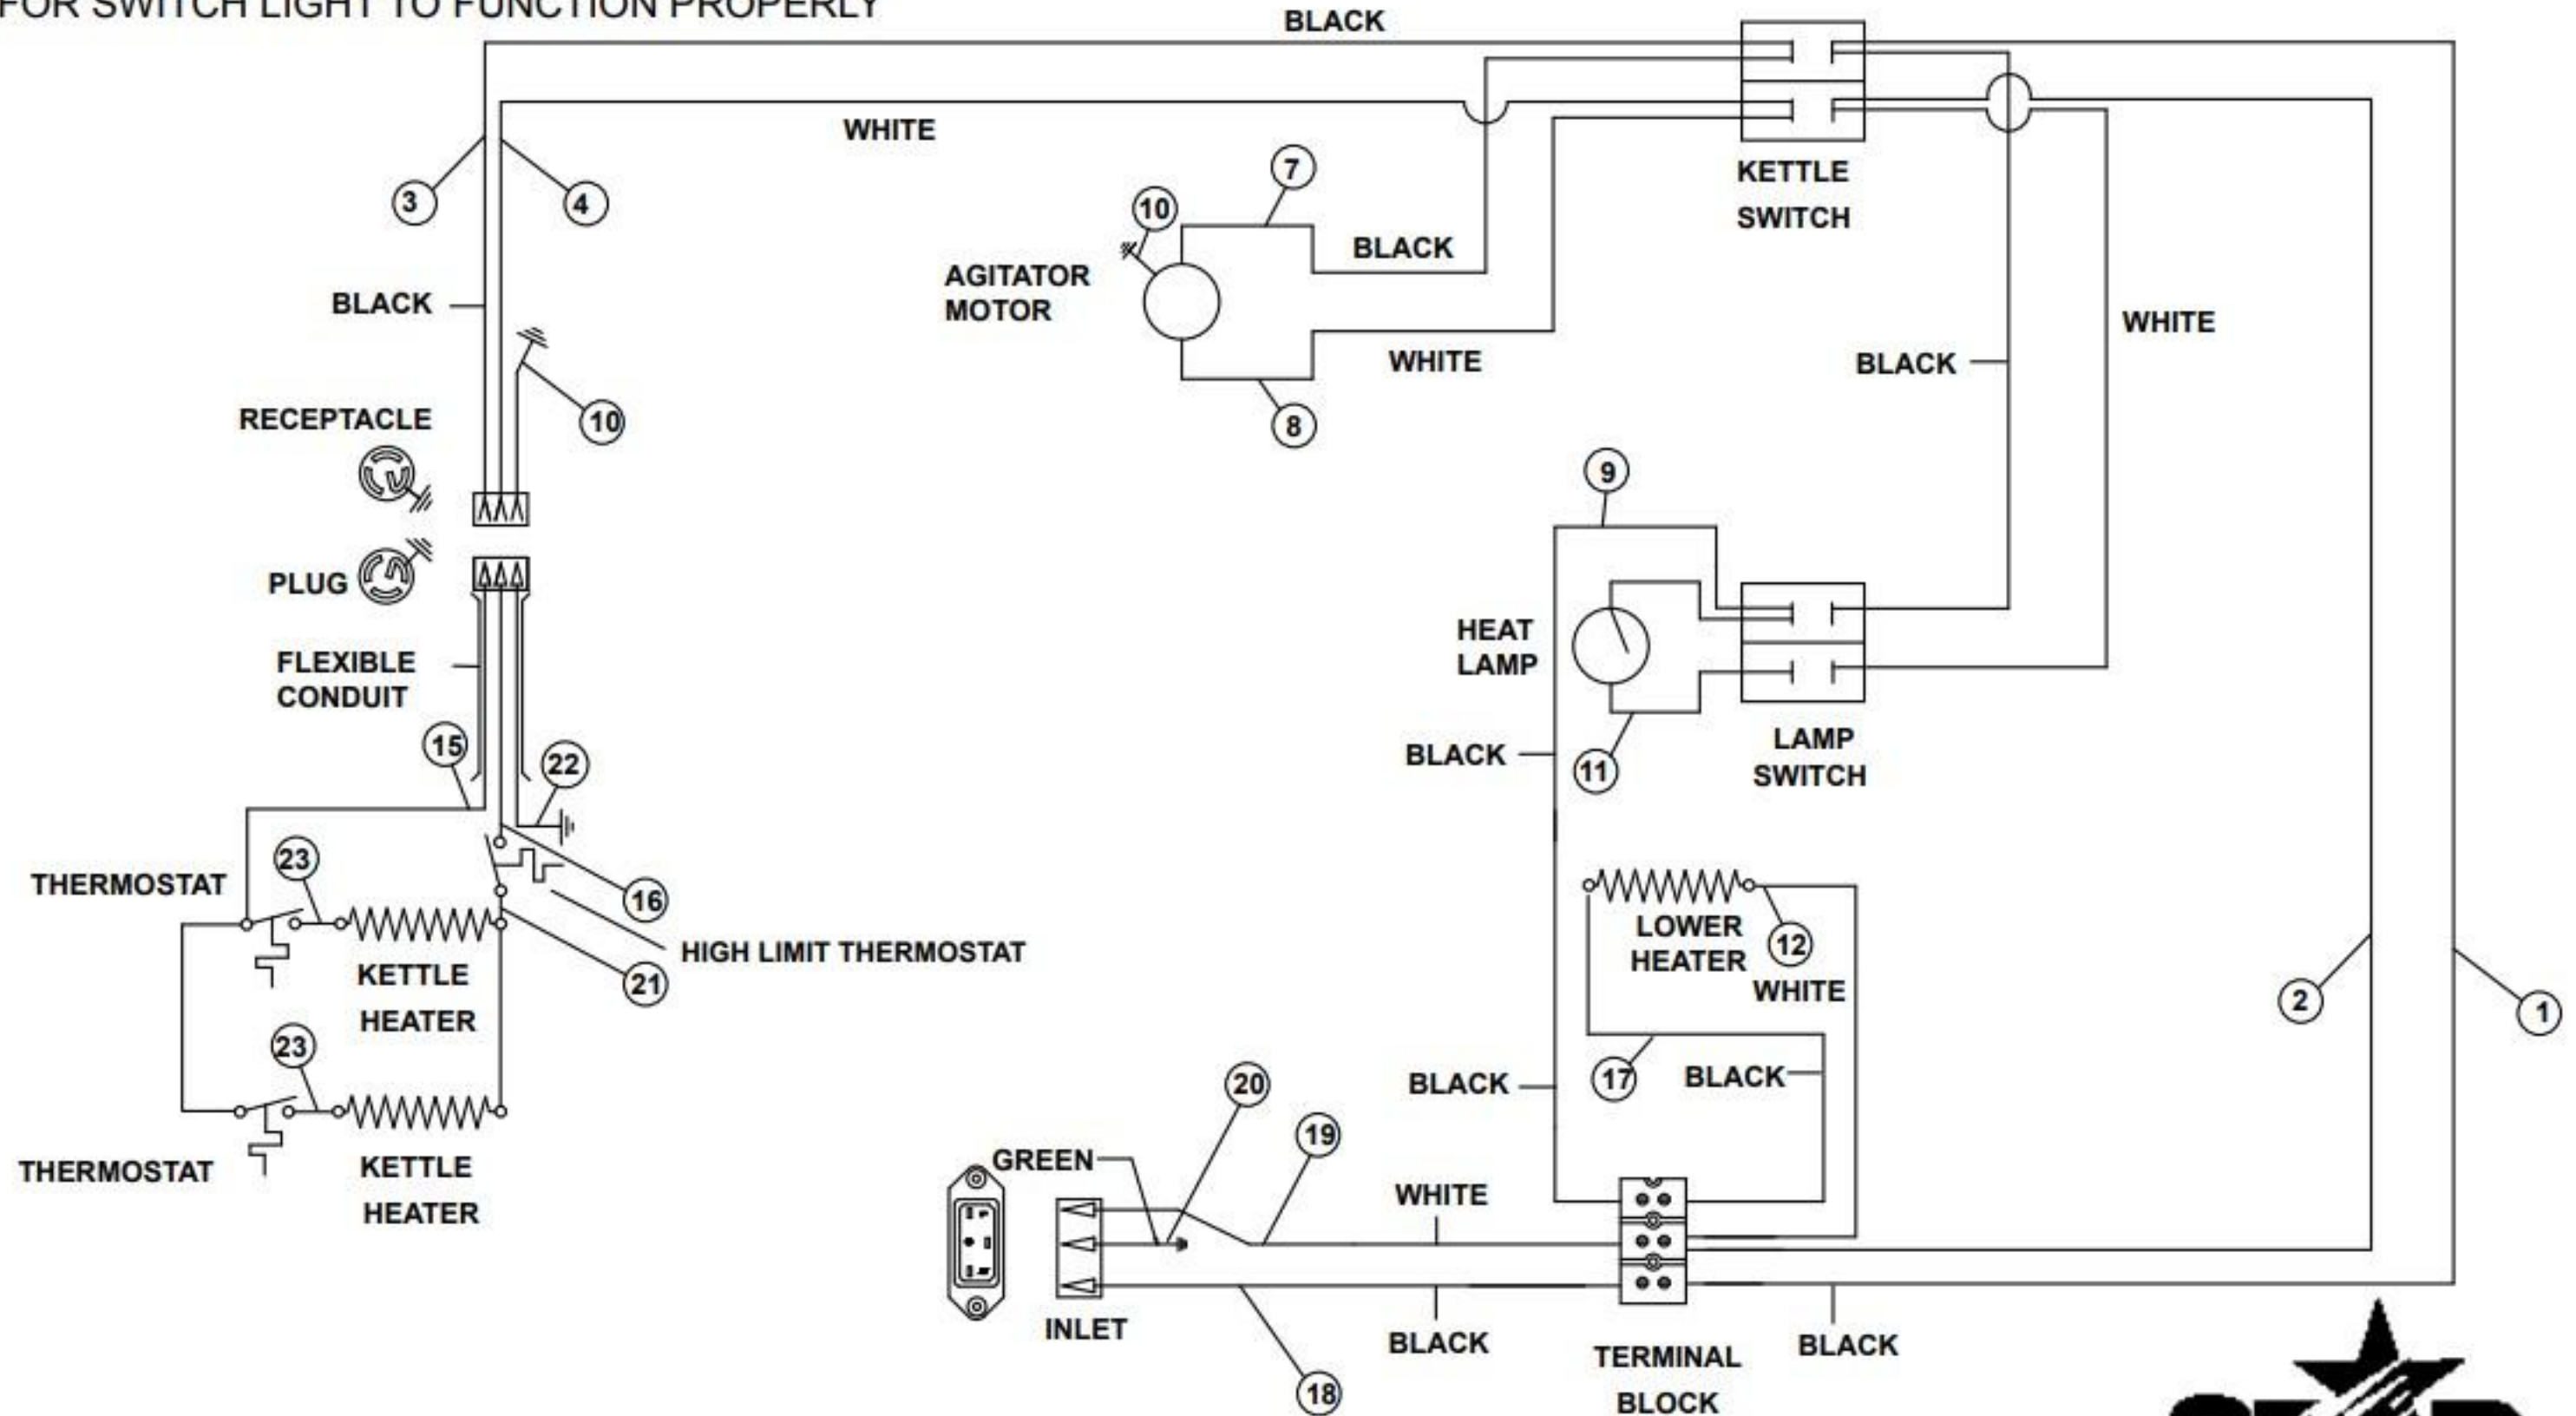 FOR SWITCH LIGHT TO FUNCTION PROPERLY
BLACK
WHITE
KETTLE
SWITCH
3
4
7
10
AGITATOR
MOTOR
BLACK
WHITE
8
BLACK
10
RECEPTACLE
PLUG
FLEXIBLE
CONDUIT
15
22
THERMOSTAT
23
16
HIGH LIMIT THERMOSTAT
21
KETTLE
HEATER
23
THERMOSTAT
KETTLE
HEATER
WHITE
BLACK
9
HEAT
LAMP
LAMP
SWITCH
11
BLACK
LOWER
HEATER
12
WHITE
17
BLACK
BLACK
2
1
20
19
GREEN
WHITE
INLET
BLACK
18
TERMINAL
BLOCK
BLACK